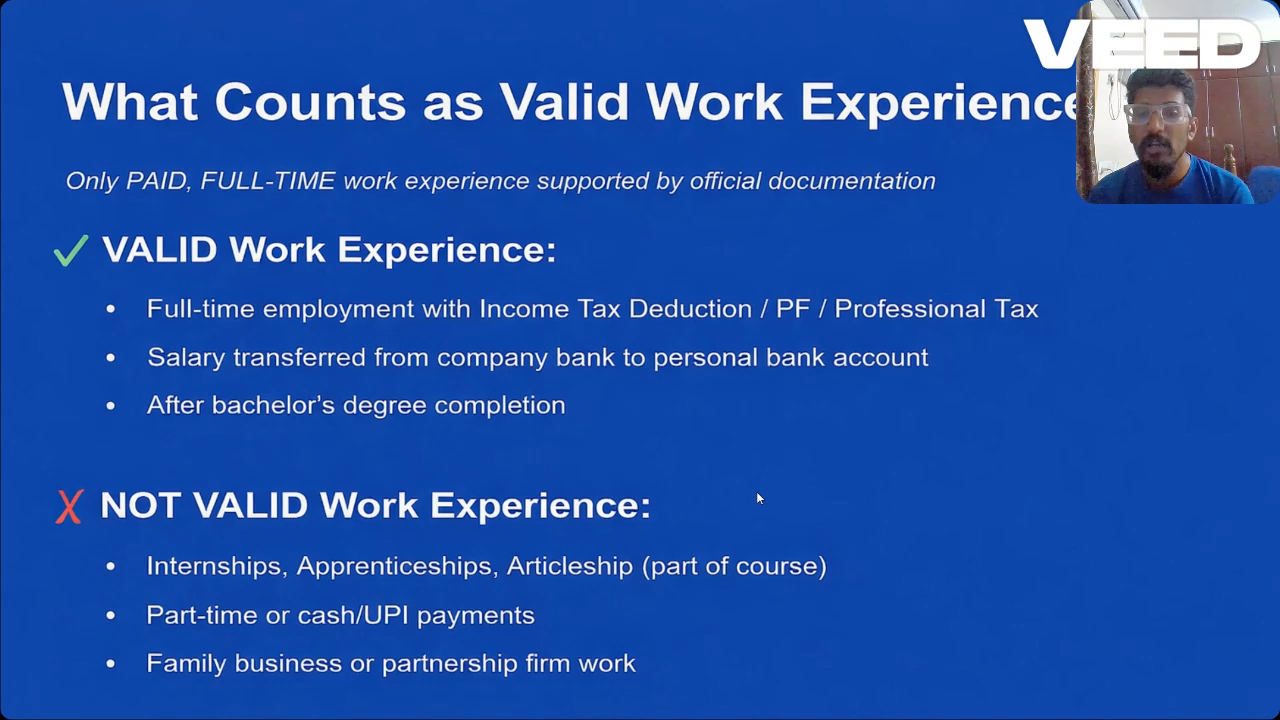 VEED
What Counts as Valid Work Experience
Only PAID, FULL-TIME work experience supported by official documentation
✓ VALID Work Experience:
• Full-time employment with Income Tax Deduction / PF / Professional Tax
• Salary transferred from company bank to personal bank account
• After bachelor's degree completion
X NOT VALID Work Experience:
• Internships, Apprenticeships, Articleship (part of course)
• Part-time or cash/UPI payments
• Family business or partnership firm work